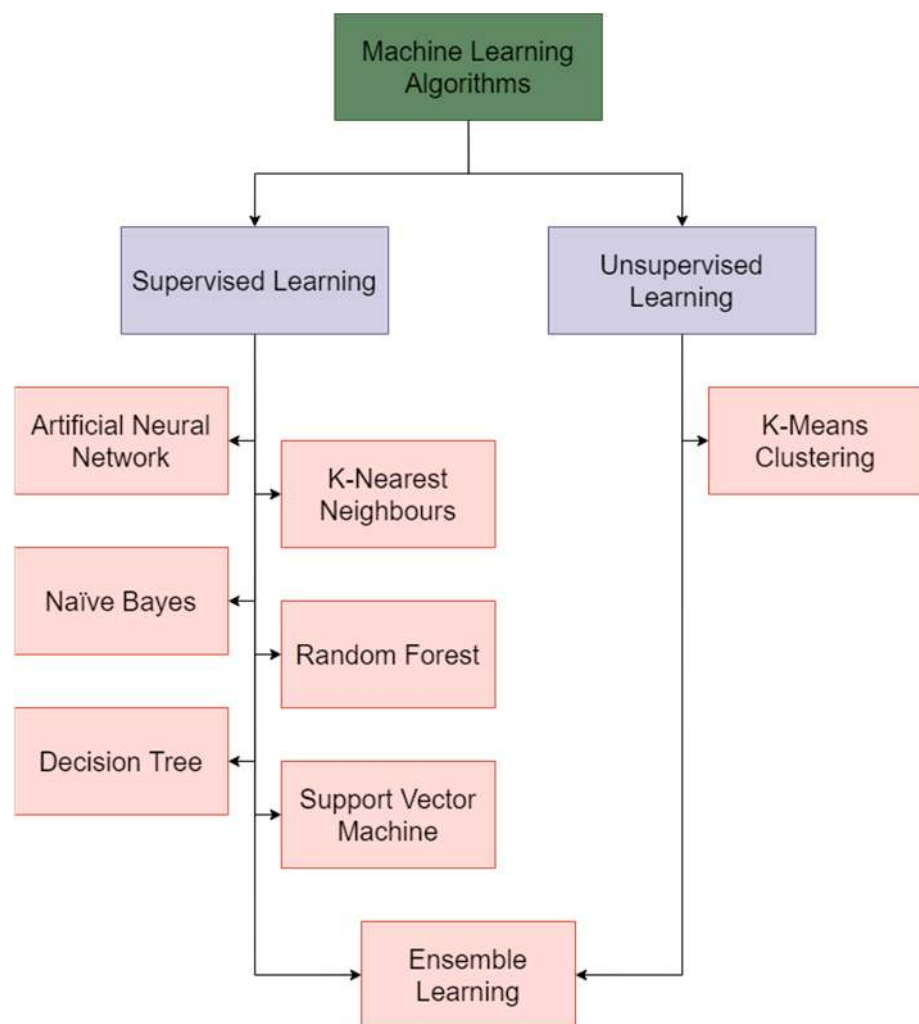 Machine Learning
Algorithms
Supervised Learning
Unsupervised
Learning
Artificial Neural
Network
K-Nearest
Neighbours
Naïve Bayes
Random Forest
Decision Tree
Support Vector
Machine
K-Means
Clustering
Ensemble
Learning